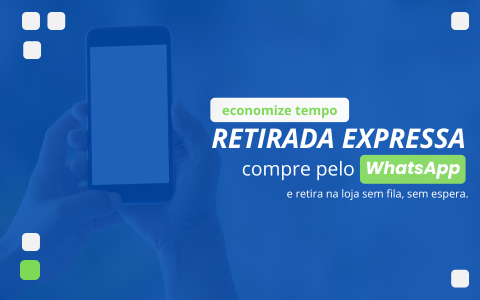 economize tempo
RETIRADA EXPRESSA
compre pelo WhatsApp
e retira na loja sem fila, sem espera.